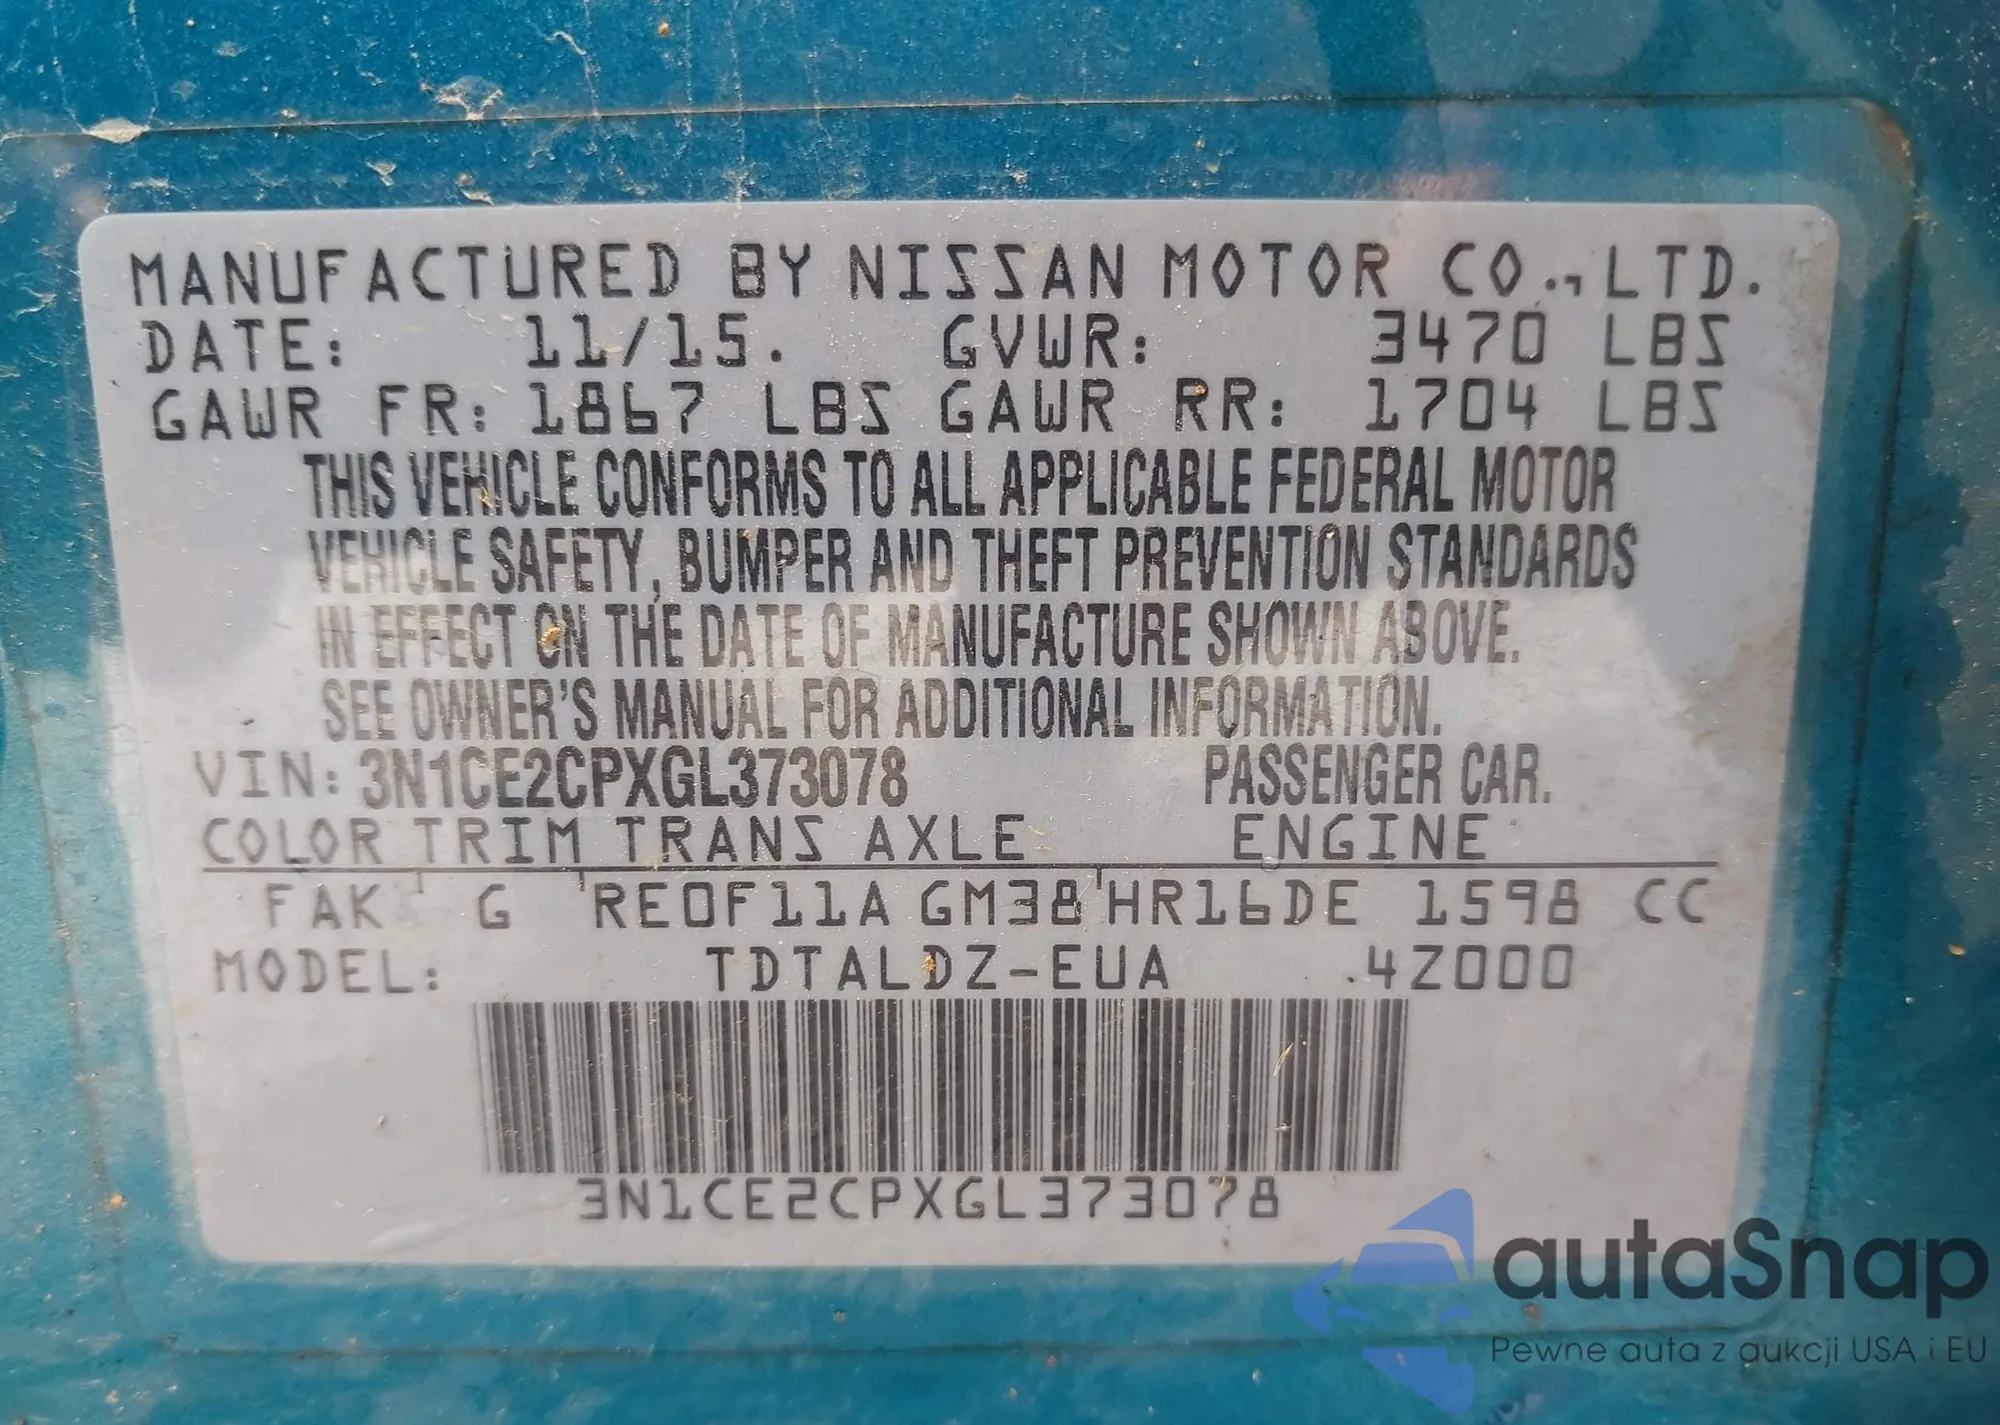 MANUFACTURED BY NISSAN MOTOR CO., LTD.
DATE: 11/15. GVWR: 3470 LBS
GAWR FR: 1867 LBS GAWR RR: 1704 LBS
THIS VEHICLE CONFORMS TO ALL APPLICABLE FEDERAL MOTOR
VEHICLE SAFETY, BUMPER AND THEFT PREVENTION STANDARDS
IN EFFECT ON THE DATE OF MANUFACTURE SHOWN ABOVE.
SEE OWNER'S MANUAL FOR ADDITIONAL INFORMATION.
VIN: 3N1CE2CPXGL373078 PASSENGER CAR.
COLOR TRIM TRANS AXLE ENGINE
FAK G RE0F11A GM38 HR16DE 1598 CC
MODEL: TDTALDZ-EUA .4Z000
3N1CE2CPXGL373078
autaSnap
Pewne auta z aukcji USA i EU